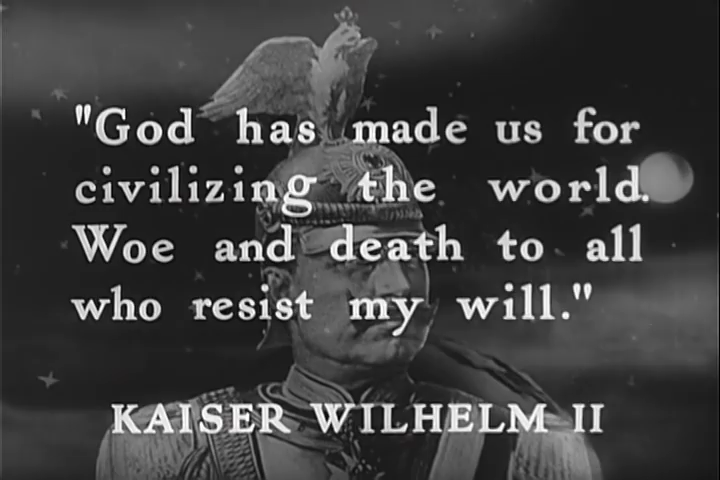 "God has made us for
civilizing the world.
Woe and death to all
who resist my will."
KAISER WILHELM II